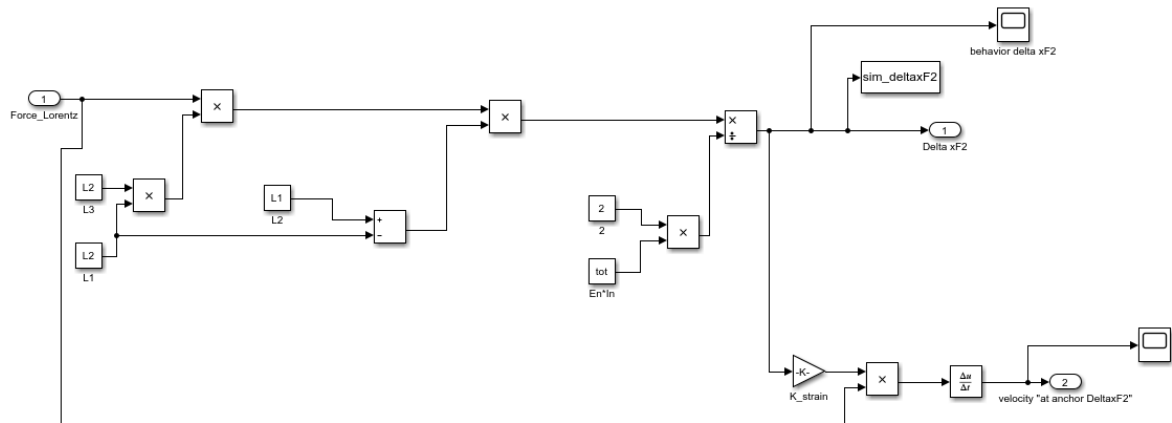 behavior delta xF2
sim_deltaxF2
1
Force_Lorentz
×
×
×
÷
1
Delta xF2
L2
L3
×
L1
L2
+
−
2
2
×
L2
L1
tot
En*In
-K-
K_strain
×
Δu
Δt
2
velocity "at anchor DeltaxF2"